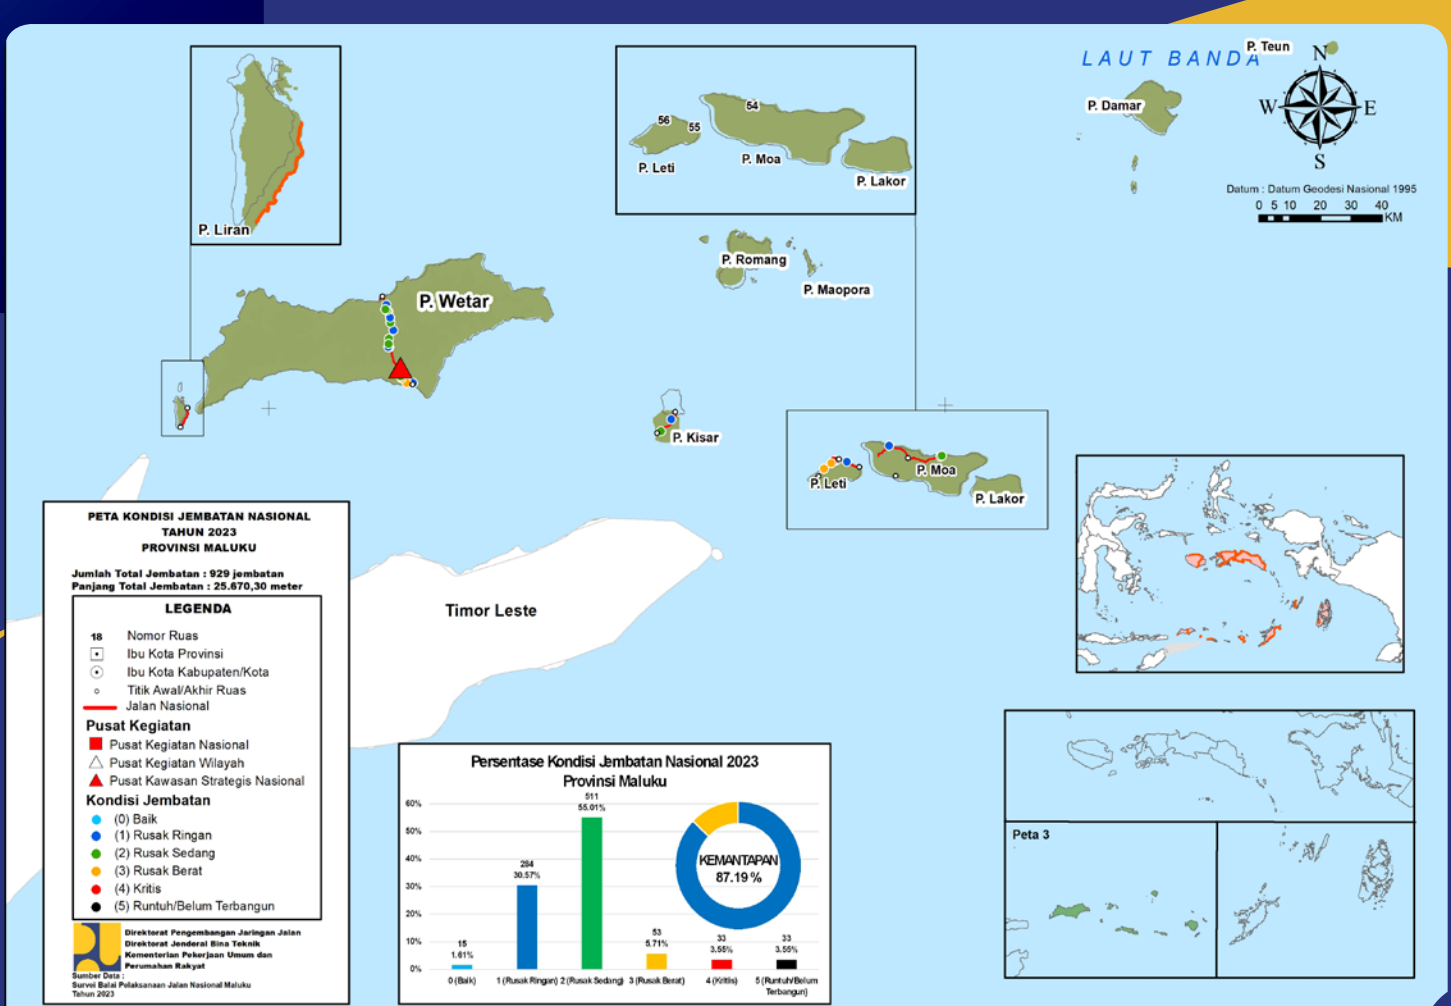 LAUT BANDA
P. Teun
N
P. Damar
W
E
S
Datum : Datum Geodesi Nasional 1995
0 5 10 20 30 40
KM
P. Liran
54
56
55
P. Leti
P. Moa
P. Lakor
P. Romang
P. Maopora
P. Wetar
P. Kisar
P. Leti
P. Moa
P. Lakor
Timor Leste
PETA KONDISI JEMBATAN NASIONAL
TAHUN 2023
PROVINSI MALUKU
Jumlah Total Jembatan : 929 jembatan
Panjang Total Jembatan : 25.670,30 meter
LEGENDA
18 Nomor Ruas
Ibu Kota Provinsi
Ibu Kota Kabupaten/Kota
Titik Awal/Akhir Ruas
Jalan Nasional
Pusat Kegiatan
Pusat Kegiatan Nasional
Pusat Kegiatan Wilayah
Pusat Kawasan Strategis Nasional
Kondisi Jembatan
(0) Baik
(1) Rusak Ringan
(2) Rusak Sedang
(3) Rusak Berat
(4) Kritis
(5) Runtuh/Belum Terbangun
Direktorat Pengembangan Jaringan Jalan
Direktorat Jenderal Bina Teknik
Kementerian Pekerjaan Umum dan
Perumahan Rakyat
Sumber Data :
Survei Balai Pelaksanaan Jalan Nasional Maluku
Tahun 2023
Persentase Kondisi Jembatan Nasional 2023
Provinsi Maluku
60%
50%
40%
30%
20%
10%
0%
15
1.61%
284
30.57%
511
55.01%
53
5.71%
33
3.55%
33
3.55%
0 (Baik)
1 (Rusak Ringan)
2 (Rusak Sedang)
3 (Rusak Berat)
4 (Kritis)
5 (Runtuh/Belum
Terbangun)
KEMANTAPAN
87.19 %
Peta 3